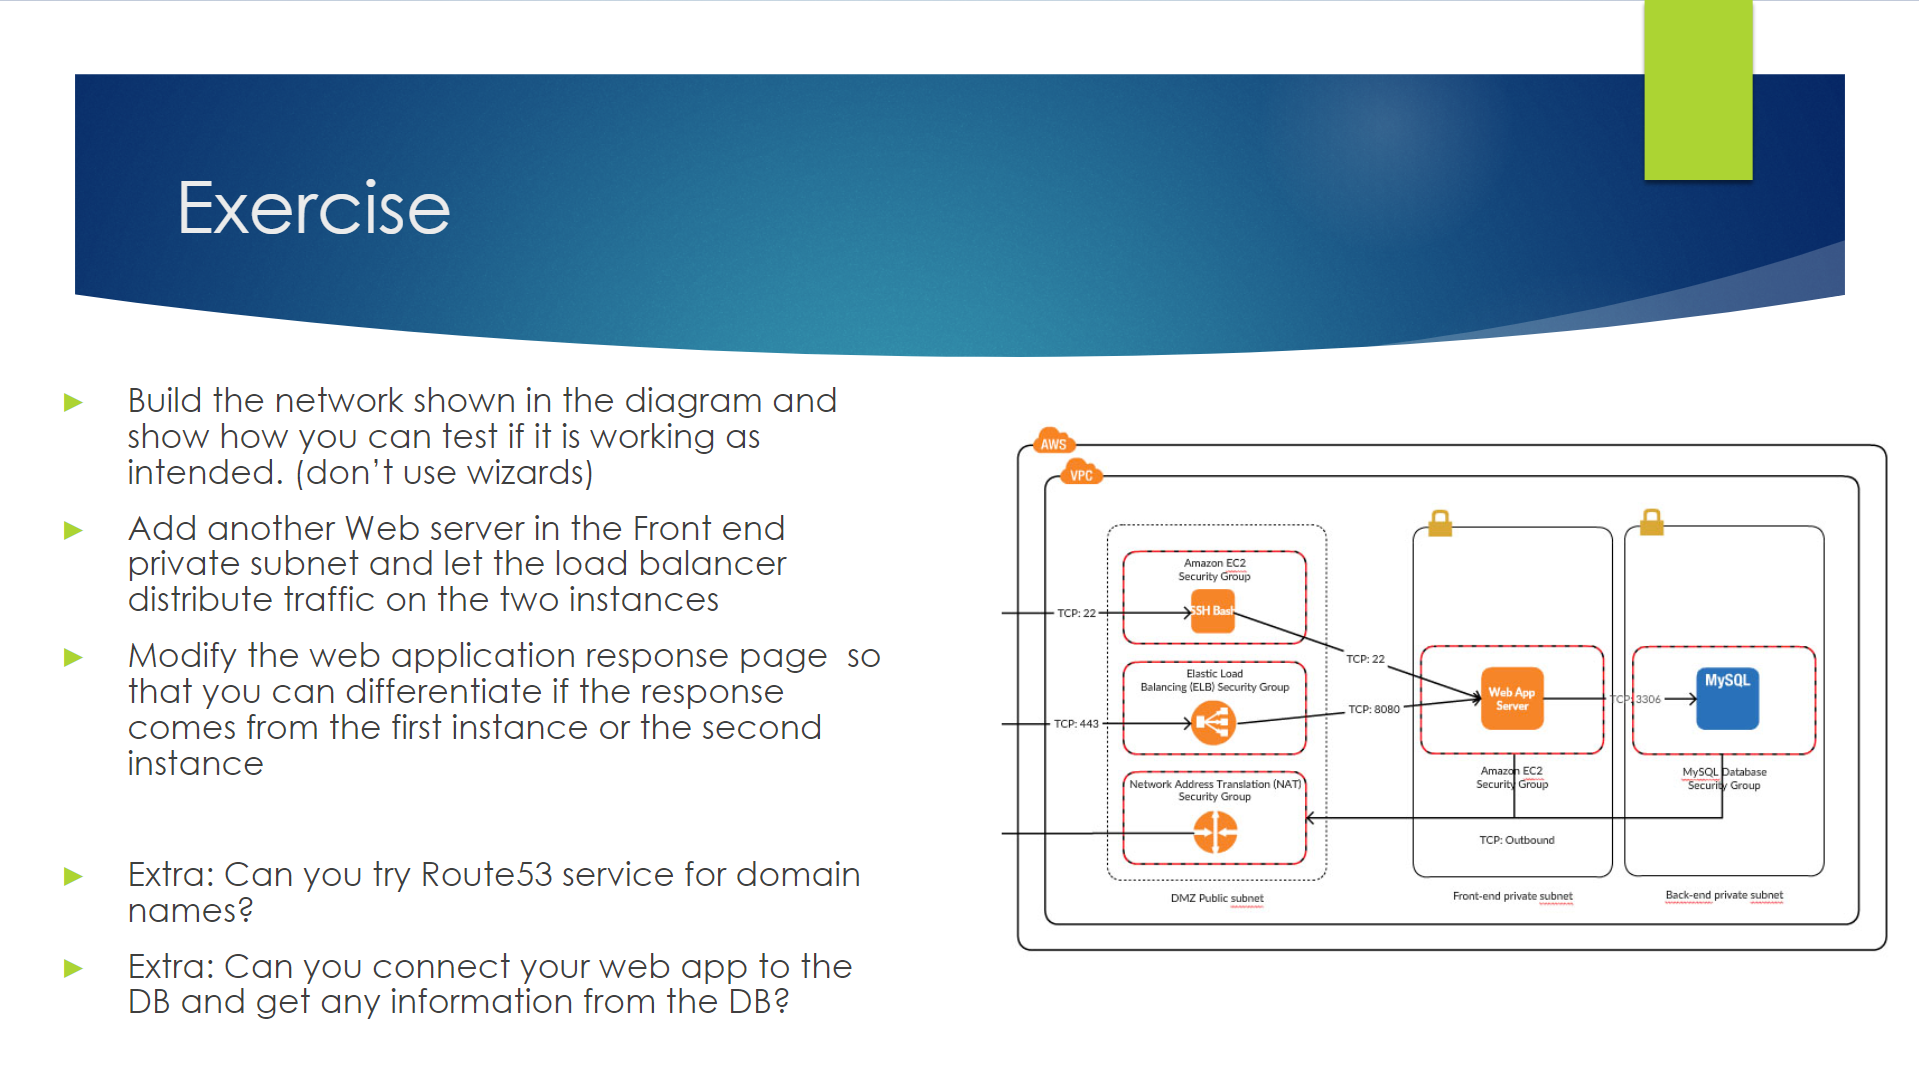 Exercise
Build the network shown in the diagram and
show how you can test if it is working as
intended. (don’t use wizards)
Add another Web server in the Front end
private subnet and let the load balancer
distribute traffic on the two instances
Modify the web application response page  so
that you can differentiate if the response
comes from the first instance or the second
instance
Extra: Can you try Route53 service for domain
names?
Extra: Can you connect your web app to the
DB and get any information from the DB?
AWS
VPC
Amazon EC2
Security Group
SSH Bast
TCP: 22
Elastic Load
Balancing (ELB) Security Group
TCP: 443
Network Address Translation (NAT)
Security Group
DMZ Public subnet
TCP: 22
TCP: 8080
Web App
Server
Amazon EC2
Security Group
TCP: Outbound
Front-end private subnet
TCP: 3306
MySQL
MySQL Database
Security Group
Back-end private subnet